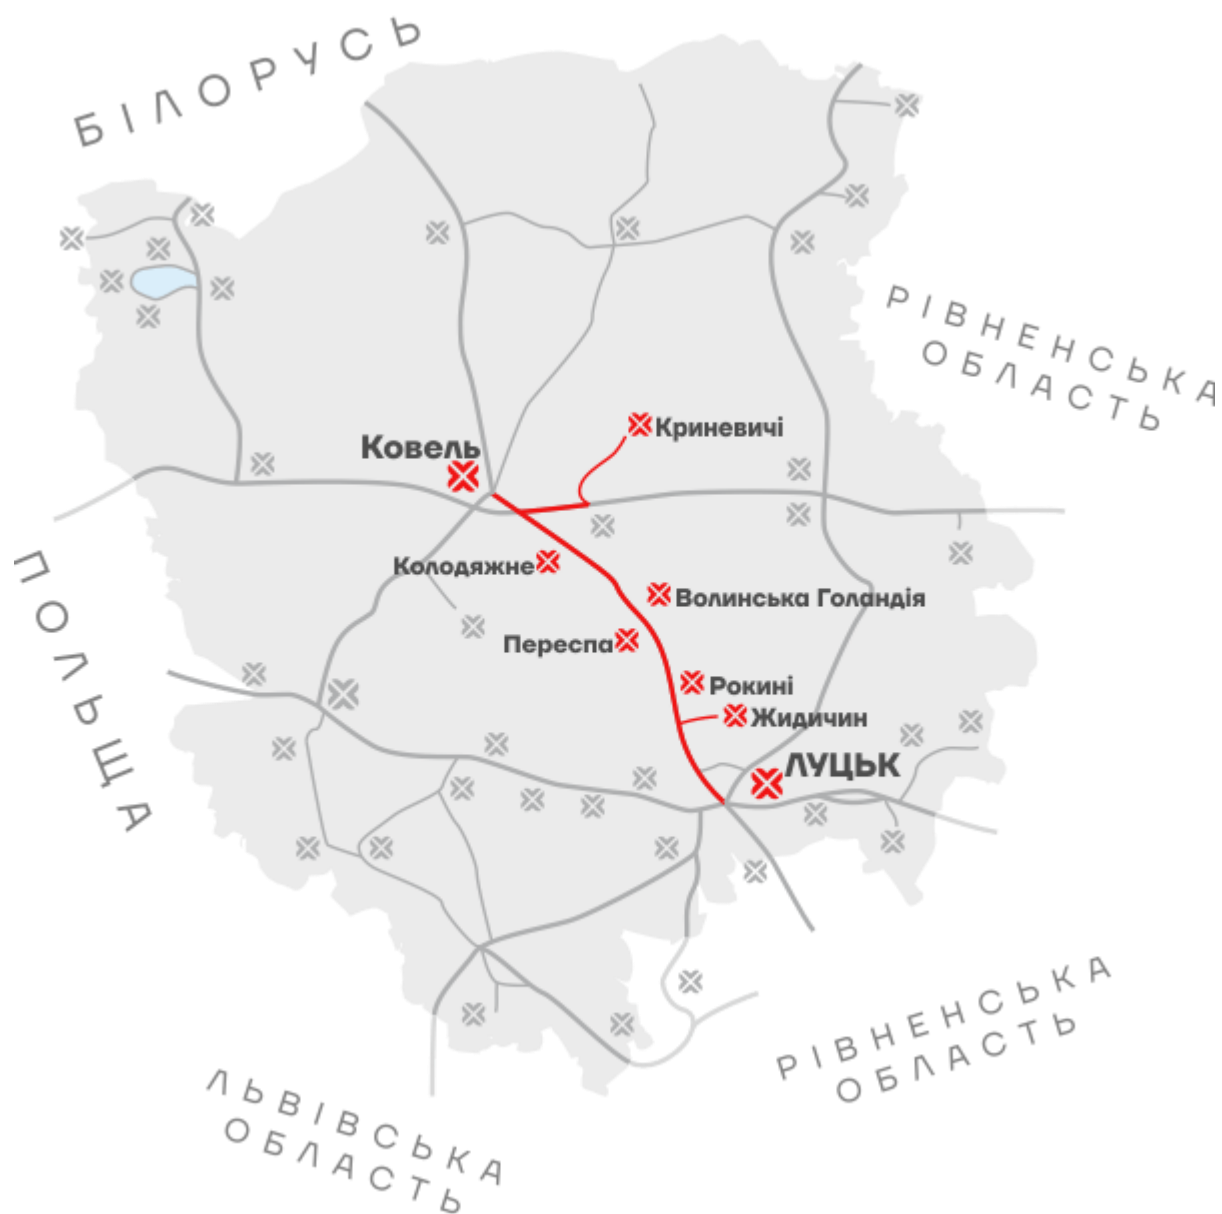 БІЛОРУСЬ
РІВНЕНСЬКА
ОБЛАСТЬ
Криневичі
Ковель
Колодяжне
Волинська Голандія
Переспа
Рокині
Жидичин
ЛУЦЬК
ПОЛЬЩА
РІВНЕНСЬКА
ОБЛАСТЬ
ЛЬВІВСЬКА
ОБЛАСТЬ